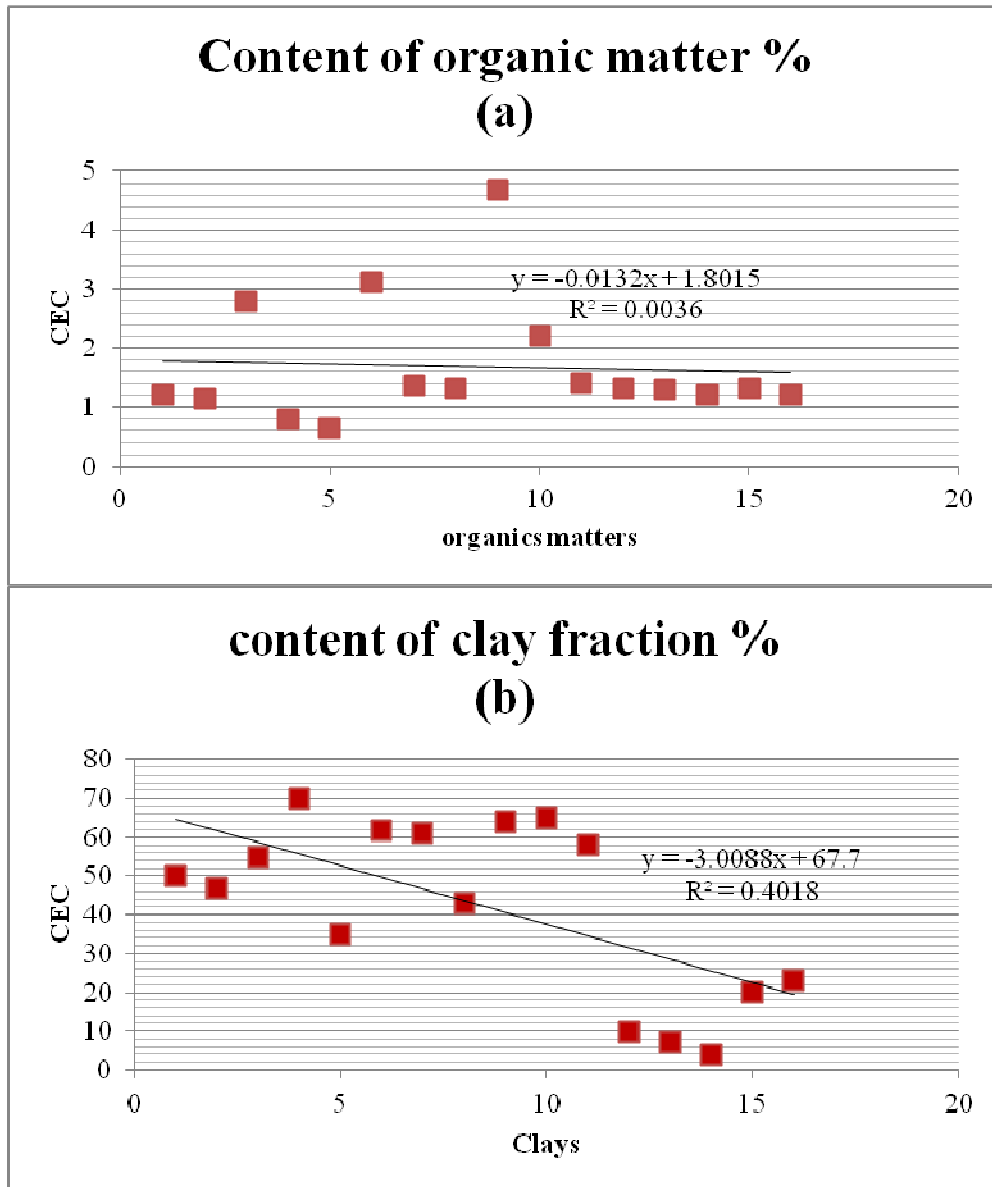 Content of organic matter %
(a)
5
4
3
2
1
0
CEC
y = -0.0132x + 1.8015
R² = 0.0036
0 5 10 15 20
organics matters
content of clay fraction %
(b)
80
70
60
50
40
30
20
10
0
CEC
y = -3.0088x + 67.7
R² = 0.4018
0 5 10 15 20
Clays